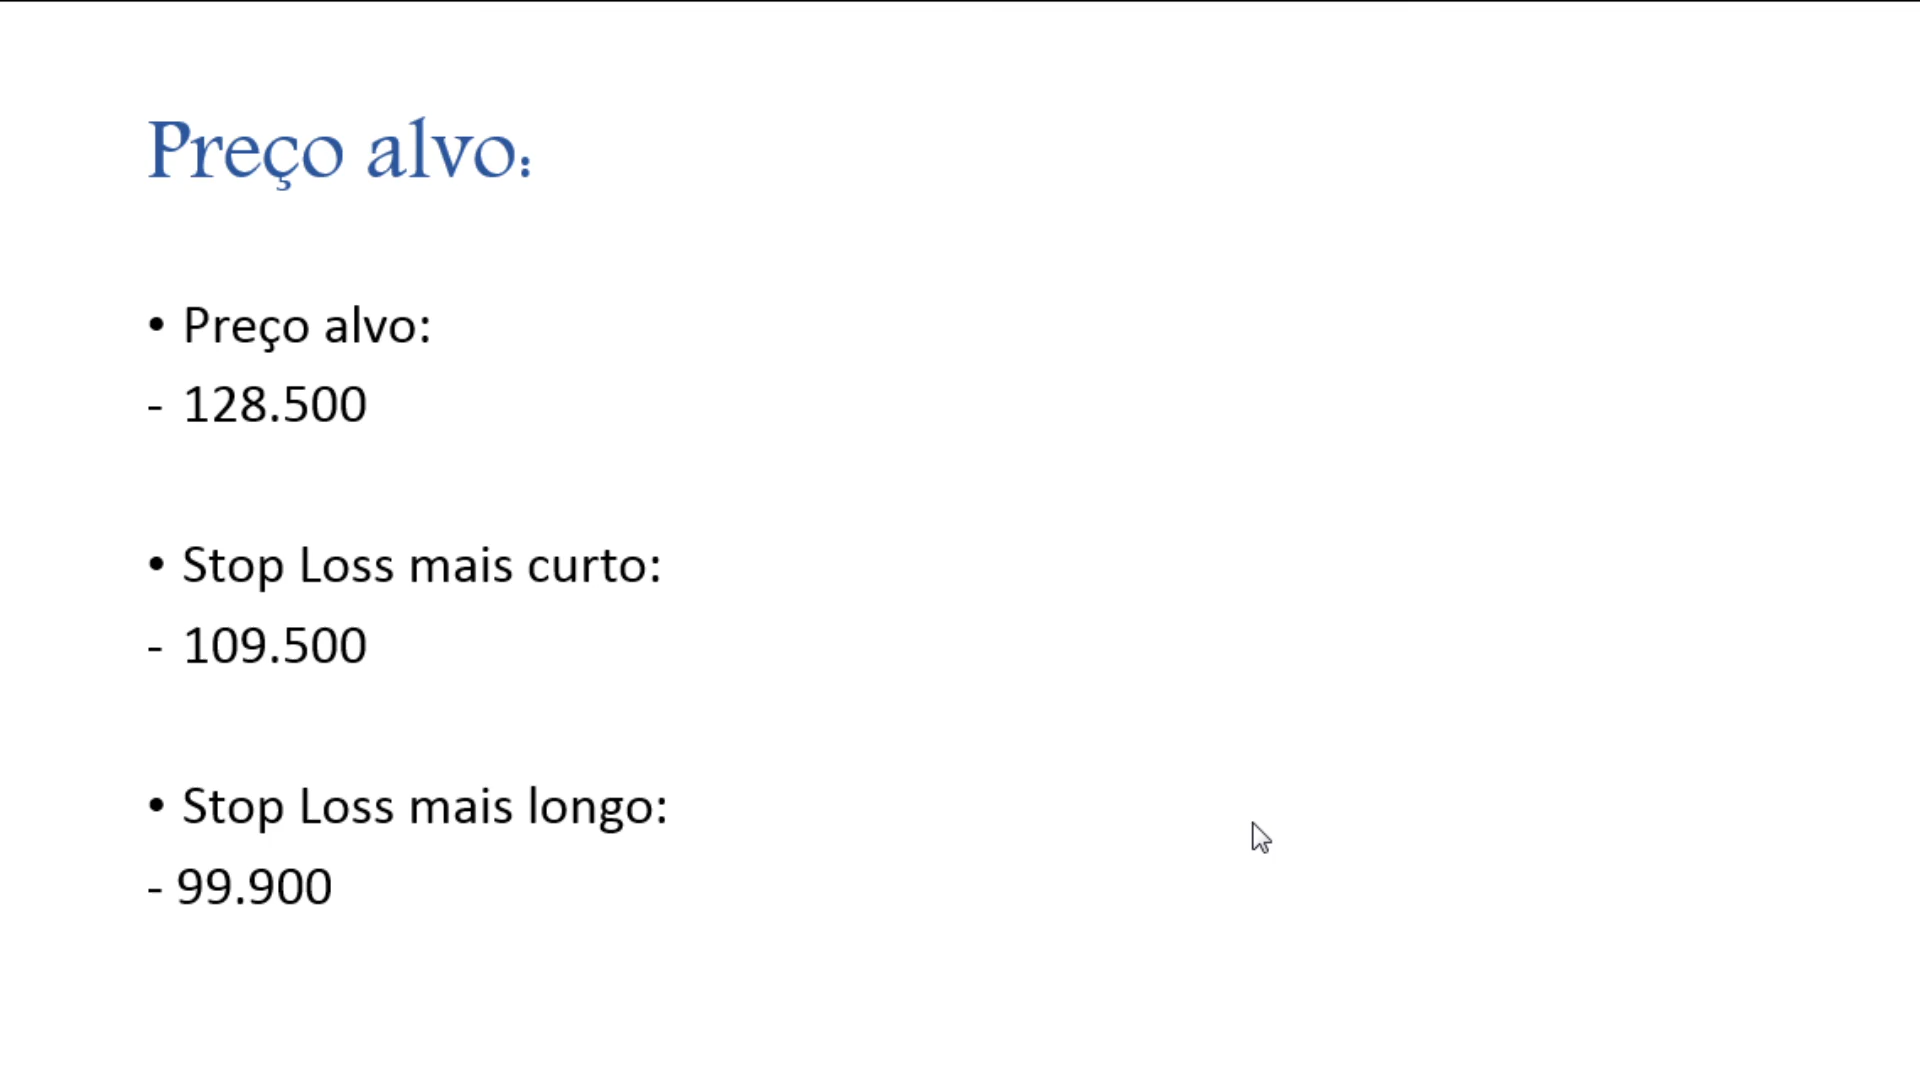 Preço alvo:
• Preço alvo:
- 128.500
• Stop Loss mais curto:
- 109.500
• Stop Loss mais longo:
- 99.900